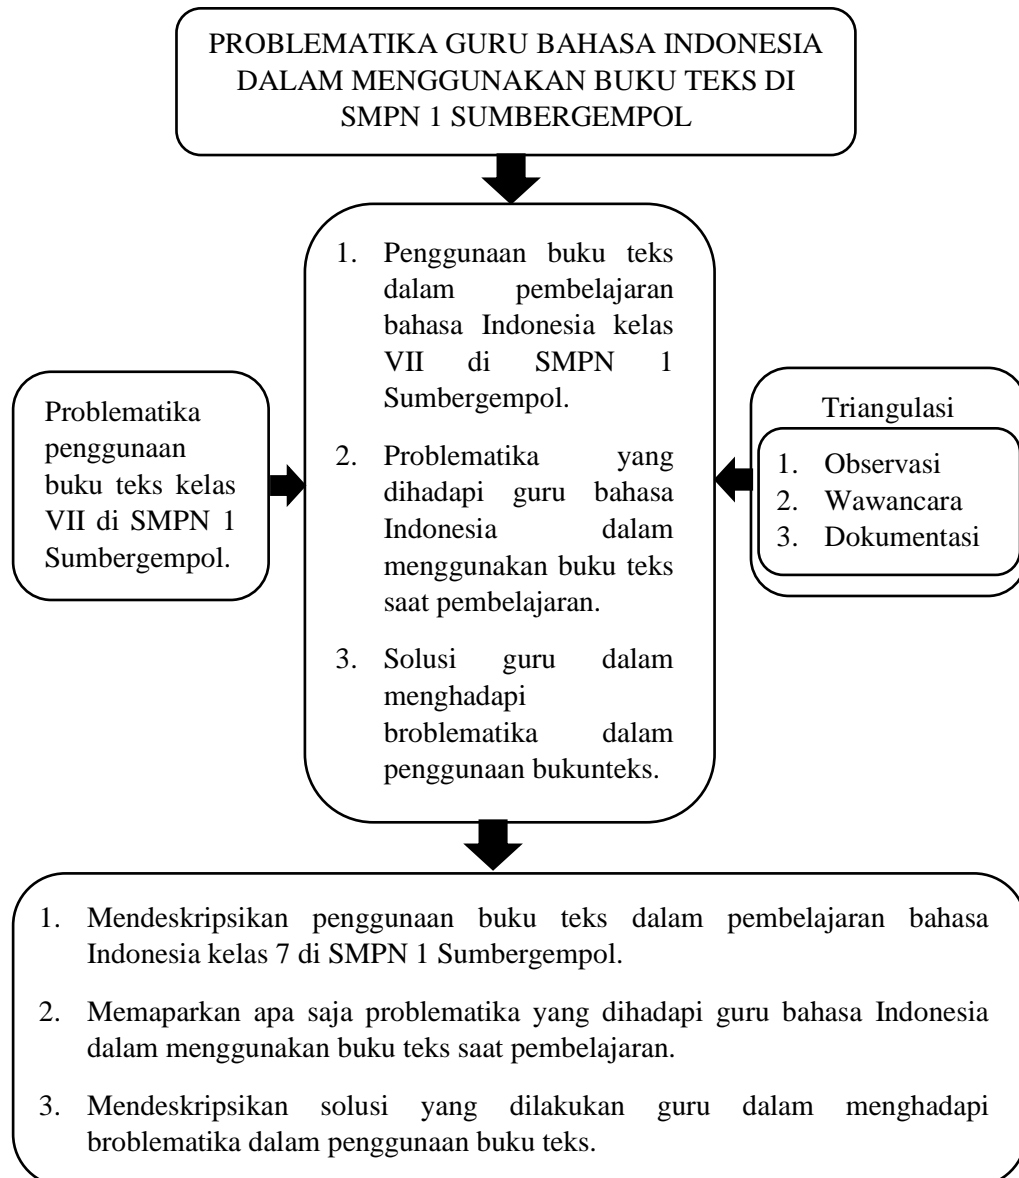 PROBLEMATIKA GURU BAHASA INDONESIA
DALAM MENGGUNAKAN BUKU TEKS DI
SMPN 1 SUMBERGEMPOL
1. Penggunaan buku teks
dalam pembelajaran
bahasa Indonesia kelas
VII di SMPN 1
Sumbergempol.
2. Problematika yang
dihadapi guru bahasa
Indonesia dalam
menggunakan buku teks
saat pembelajaran.
3. Solusi guru dalam
menghadapi
broblematika dalam
penggunaan bukunteks.
Problematika
penggunaan
buku teks kelas
VII di SMPN 1
Sumbergempol.
Triangulasi
1. Observasi
2. Wawancara
3. Dokumentasi
1. Mendeskripsikan penggunaan buku teks dalam pembelajaran bahasa
Indonesia kelas 7 di SMPN 1 Sumbergempol.
2. Memaparkan apa saja problematika yang dihadapi guru bahasa Indonesia
dalam menggunakan buku teks saat pembelajaran.
3. Mendeskripsikan solusi yang dilakukan guru dalam menghadapi
broblematika dalam penggunaan buku teks.